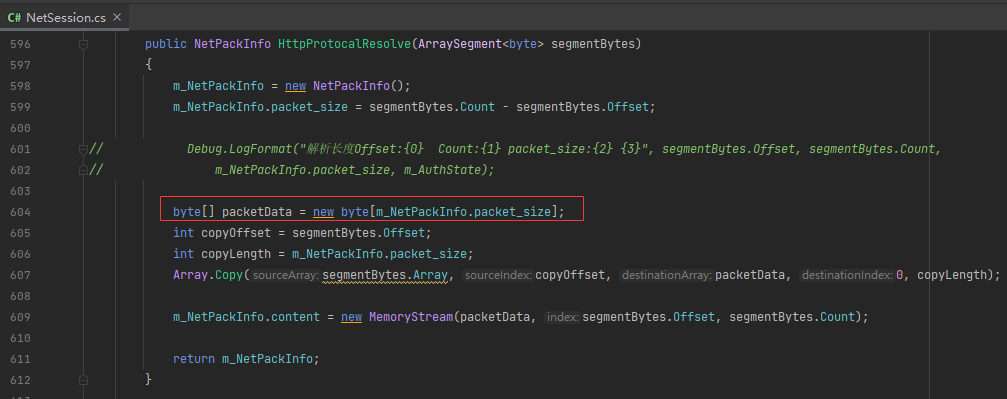 C# NetSession.cs ×
596 public NetPackInfo HttpProtocalResolve(ArraySegment<byte> segmentBytes)
597 {
598 m_NetPackInfo = new NetPackInfo();
599 m_NetPackInfo.packet_size = segmentBytes.Count - segmentBytes.Offset;
600
601 // Debug.LogFormat("解析长度Offset:{0} Count:{1} packet_size:{2} {3}", segmentBytes.Offset, segmentBytes.Count,
602 // m_NetPackInfo.packet_size, m_AuthState);
603
604 byte[] packetData = new byte[m_NetPackInfo.packet_size];
605 int copyOffset = segmentBytes.Offset;
606 int copyLength = m_NetPackInfo.packet_size;
607 Array.Copy(sourceArray:segmentBytes.Array, sourceIndex:copyOffset, destinationArray:packetData, destinationIndex:0, copyLength);
608
609 m_NetPackInfo.content = new MemoryStream(packetData, index:segmentBytes.Offset, segmentBytes.Count);
610
611 return m_NetPackInfo;
612 }